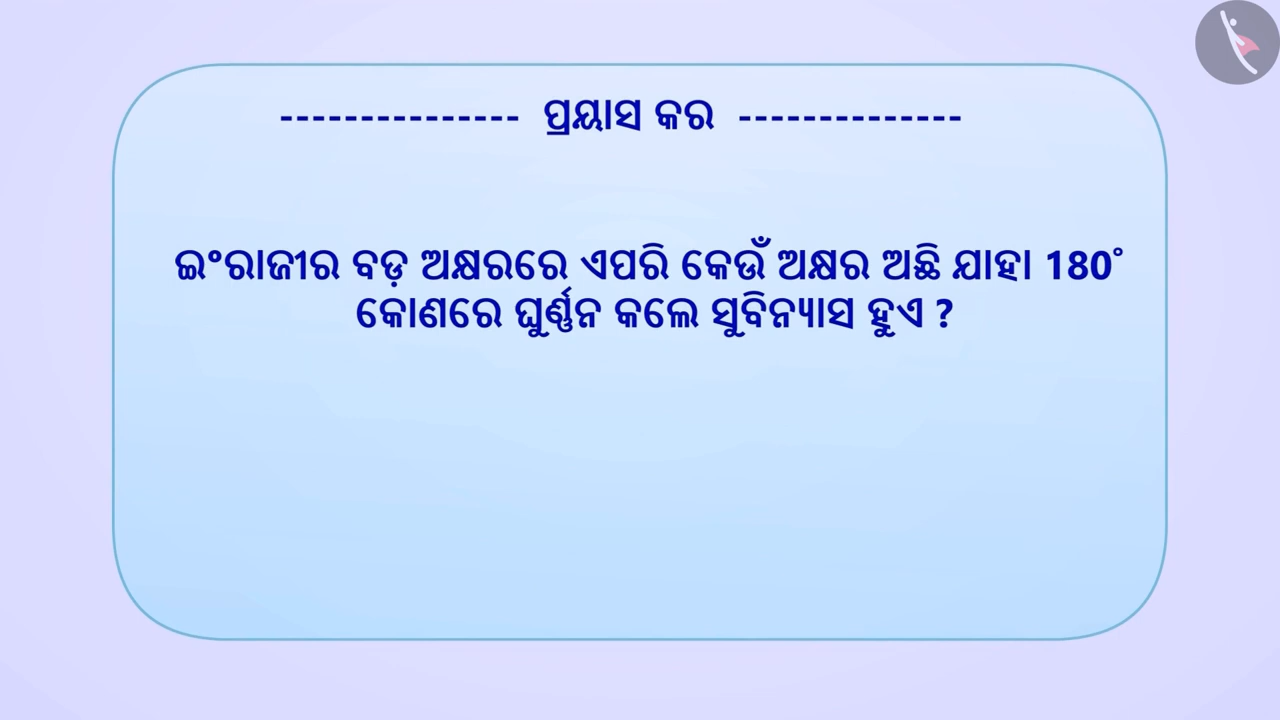 --------------- ପ୍ରୟାସ କର --------------
ଇଂରାଜୀର ବଡ଼ ଅକ୍ଷରରେ ଏପରି କେଉଁ ଅକ୍ଷର ଅଛି ଯାହା 180°
କୋଣରେ ଘୁର୍ଣ୍ଣନ କଲେ ସୁବିନ୍ୟାସ ହୁଏ ?